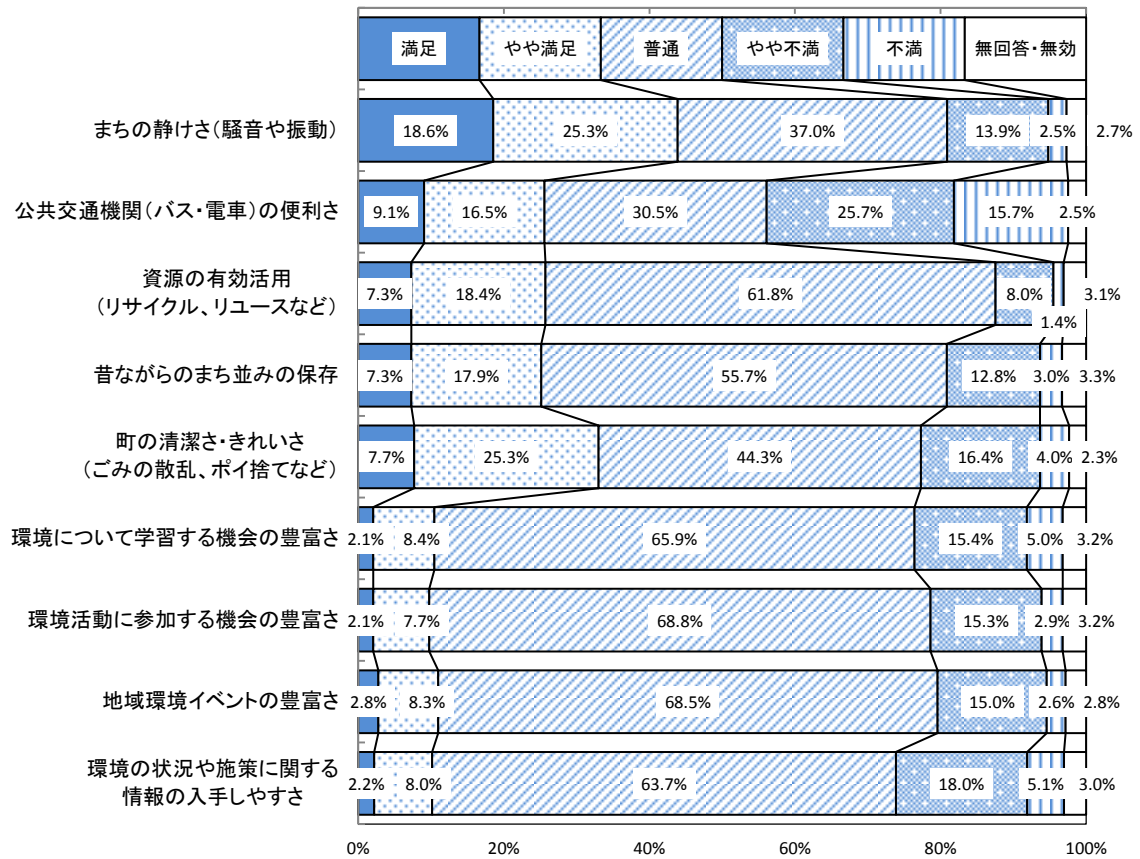 満足 やや満足 普通 やや不満 不満 無回答・無効
まちの静けさ(騒音や振動) 18.6% 25.3% 37.0% 13.9% 2.5% 2.7%
公共交通機関(バス・電車)の便利さ 9.1% 16.5% 30.5% 25.7% 15.7% 2.5%
資源の有効活用
(リサイクル、リユースなど) 7.3% 18.4% 61.8% 8.0% 1.4% 3.1%
昔ながらのまち並みの保存 7.3% 17.9% 55.7% 12.8% 3.0% 3.3%
町の清潔さ・きれいさ
(ごみの散乱、ポイ捨てなど) 7.7% 25.3% 44.3% 16.4% 4.0% 2.3%
環境について学習する機会の豊富さ 2.1% 8.4% 65.9% 15.4% 5.0% 3.2%
環境活動に参加する機会の豊富さ 2.1% 7.7% 68.8% 15.3% 2.9% 3.2%
地域環境イベントの豊富さ 2.8% 8.3% 68.5% 15.0% 2.6% 2.8%
環境の状況や施策に関する
情報の入手しやすさ 2.2% 8.0% 63.7% 18.0% 5.1% 3.0%
0% 20% 40% 60% 80% 100%